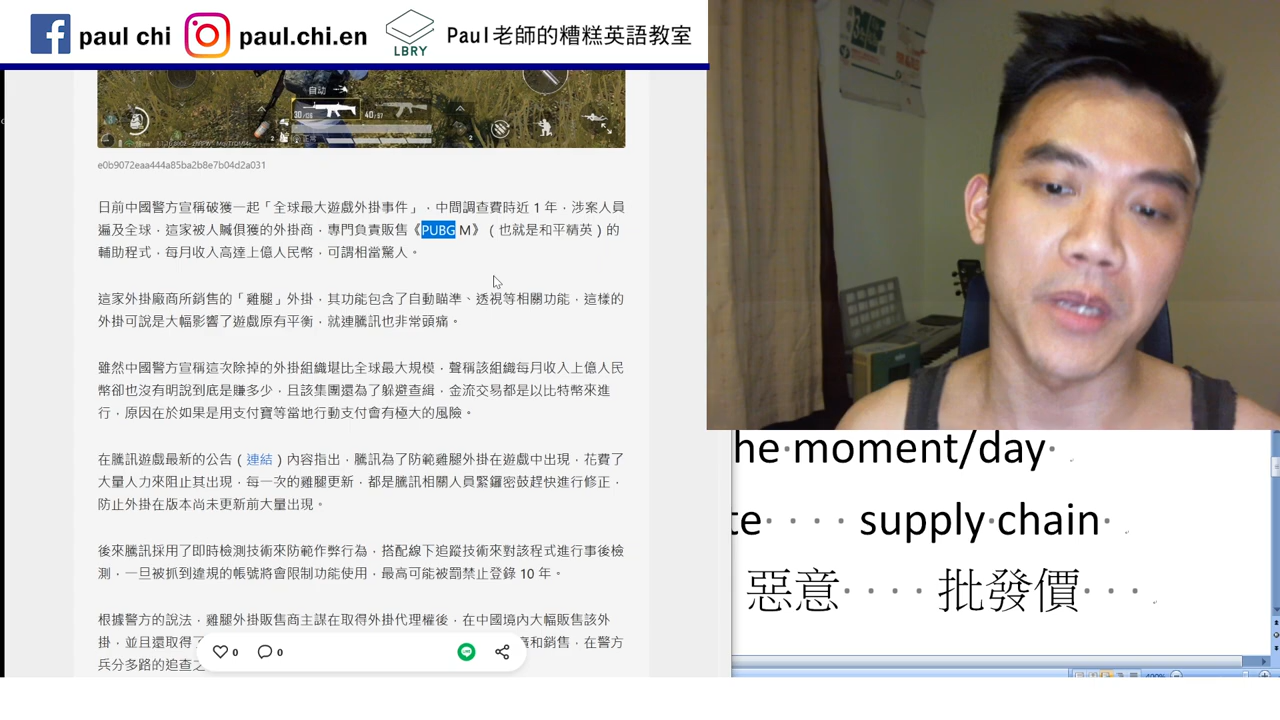 paul chi
paul.chi.en
LBRY
Paul老師的糟糕英語教室
自动
e0b9072eaa444a85ba2b8e7b04d2a031
日前中國警方宣稱破獲一起「全球最大遊戲外掛事件」，中間調查費時近 1 年，涉案人員
遍及全球，這家被人贓俱獲的外掛商，專門負責販售《PUBG M》（也就是和平精英）的
輔助程式，每月收入高達上億人民幣，可謂相當驚人。
這家外掛廠商所銷售的「雞腿」外掛，其功能包含了自動瞄準、透視等相關功能，這樣的
外掛可說是大幅影響了遊戲原有平衡，就連騰訊也非常頭痛。
雖然中國警方宣稱這次除掉的外掛組織堪比全球最大規模，聲稱該組織每月收入上億人民
幣卻也沒有明說到底是賺多少，且該集團還為了躲避查緝，金流交易都是以比特幣來進
行，原因在於如果是用支付寶等當地行動支付會有極大的風險。
在騰訊遊戲最新的公告（連結）內容指出，騰訊為了防範雞腿外掛在遊戲中出現，花費了
大量人力來阻止其出現，每一次的雞腿更新，都是騰訊相關人員緊鑼密鼓趕快進行修正，
防止外掛在版本尚未更新前大量出現。
後來騰訊採用了即時檢測技術來防範作弊行為，搭配線下追蹤技術來對該程式進行事後檢
測，一旦被抓到違規的帳號將會限制功能使用，最高可能被罰禁止登錄 10 年。
根據警方的說法，雞腿外掛販售商主謀在取得外掛代理權後，在中國境內大幅販售該外
掛，並且還取得了 和銷售，在警方
兵分多路的追查之
0
0
he moment/day
te supply chain
惡意 批發價